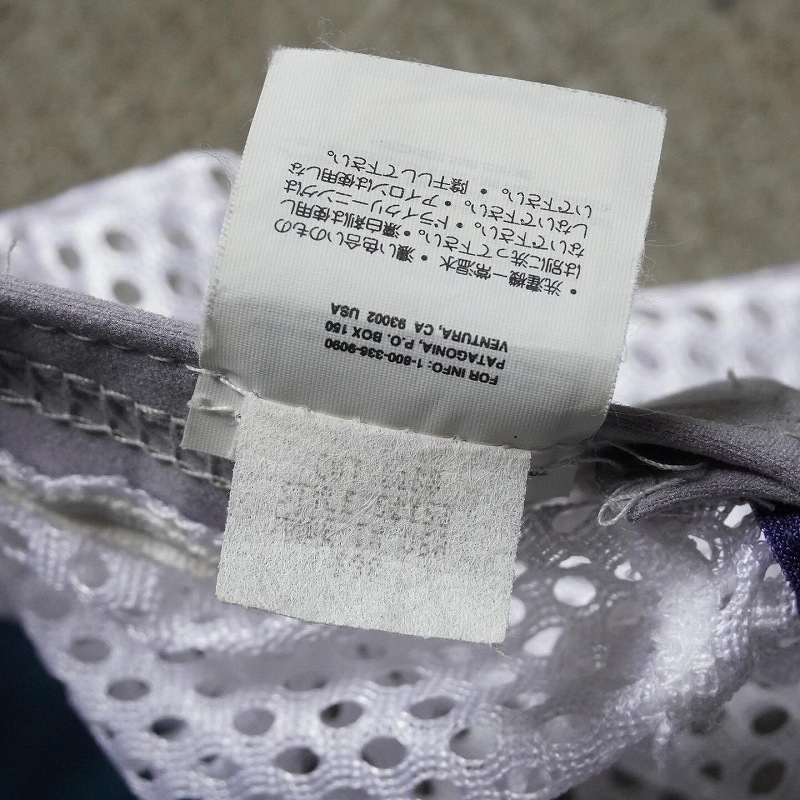 FOR INFO: 1-800-336-9090
PATAGONIA, P.O. BOX 150
VENTURA, CA 93002 USA
・洗濯機一常温水 ・濃い色合いのもの
は別に洗って下さい。・漂白剤は使用し
ないで下さい。・ドライクリーニングは
しないで下さい。・アイロンは使用しな
いで下さい。・陰干しして下さい。